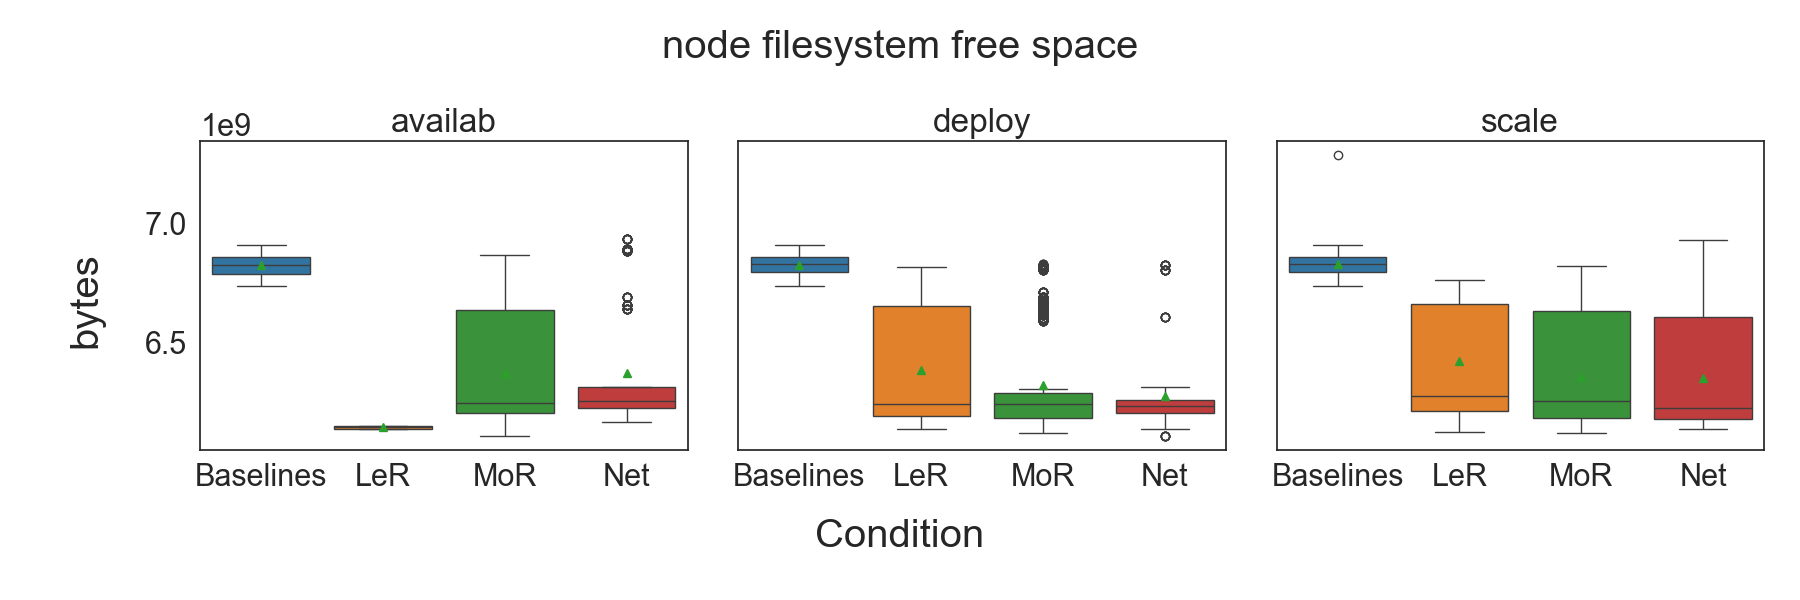 node filesystem free space
availab
deploy
scale
1e9
7.0
6.5
bytes
Baselines LeR MoR Net
Baselines LeR MoR Net
Baselines LeR MoR Net
Condition